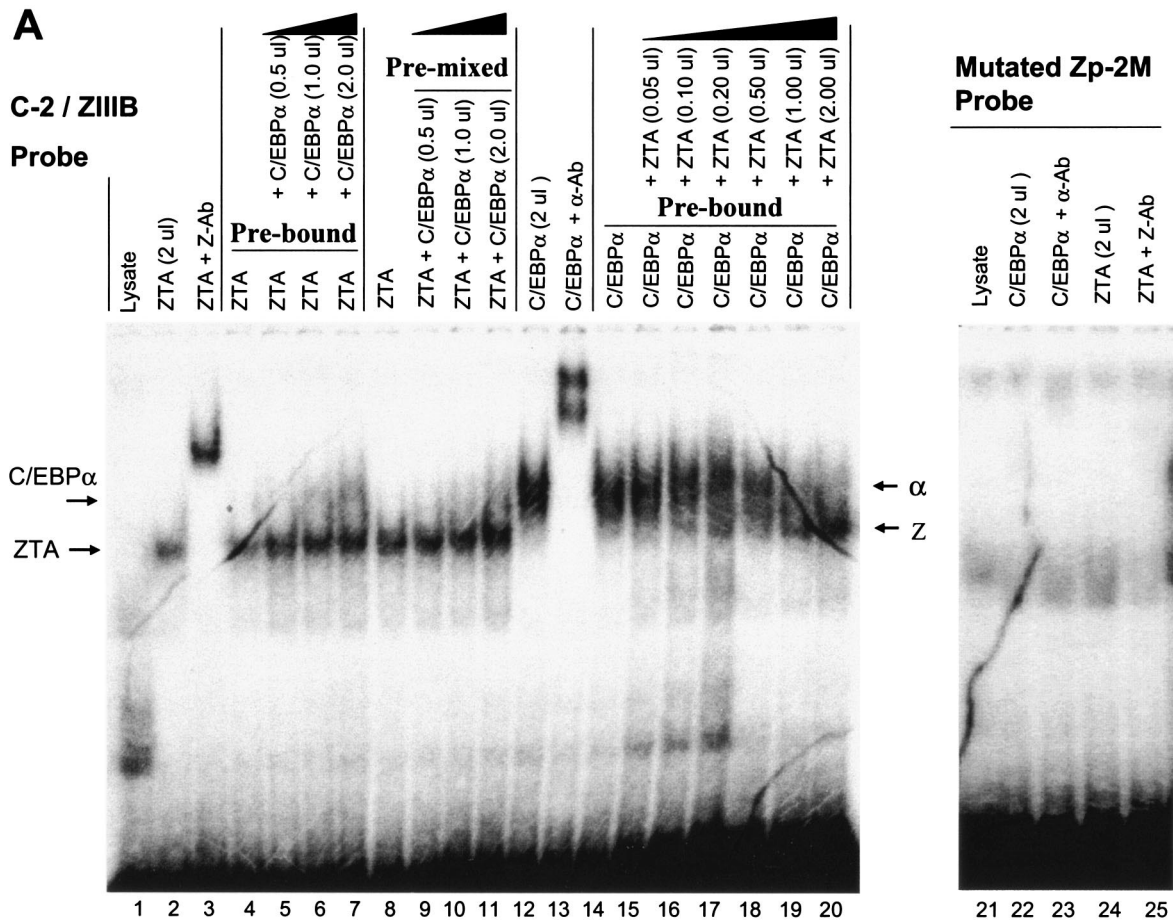 A
C-2 / ZIIIB
Probe
Lysate
ZTA (2 ul)
ZTA + Z-Ab
+ C/EBPα (0.5 ul)
+ C/EBPα (1.0 ul)
+ C/EBPα (2.0 ul)
Pre-bound
ZTA
ZTA
ZTA
ZTA
Pre-mixed
ZTA
ZTA + C/EBPα (0.5 ul)
ZTA + C/EBPα (1.0 ul)
ZTA + C/EBPα (2.0 ul)
C/EBPα (2 ul)
C/EBPα + α-Ab
+ ZTA (0.05 ul)
+ ZTA (0.10 ul)
+ ZTA (0.20 ul)
+ ZTA (0.50 ul)
+ ZTA (1.00 ul)
+ ZTA (2.00 ul)
Pre-bound
C/EBPα
C/EBPα
C/EBPα
C/EBPα
C/EBPα
C/EBPα
C/EBPα
Mutated Zp-2M
Probe
Lysate
C/EBPα (2 ul )
C/EBPα + α-Ab
ZTA (2 ul )
ZTA + Z-Ab
C/EBPα
ZTA
α
Z
1 2 3 4 5 6 7 8 9 10 11 12 13 14 15 16 17 18 19 20
21 22 23 24 25